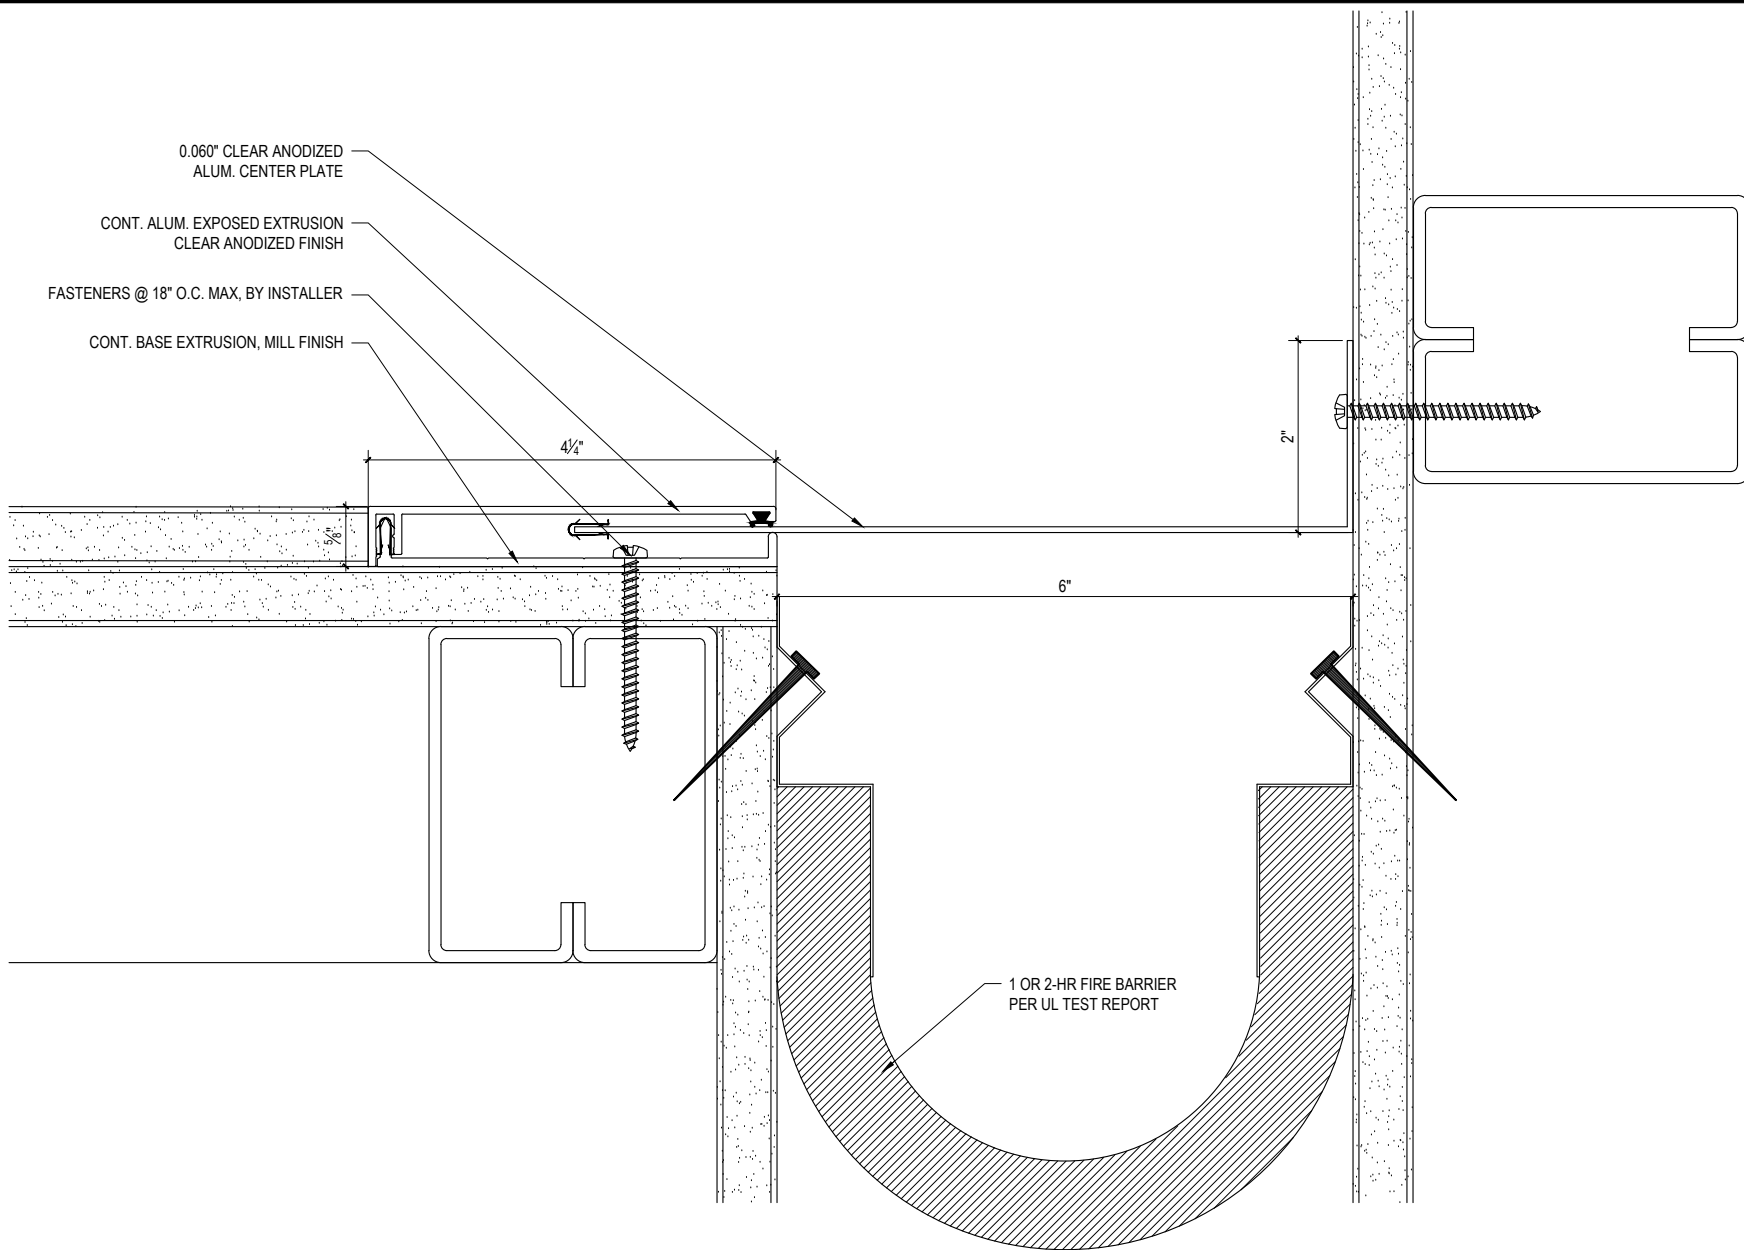 0.060" CLEAR ANODIZED
ALUM. CENTER PLATE
CONT. ALUM. EXPOSED EXTRUSION
CLEAR ANODIZED FINISH
FASTENERS @ 18" O.C. MAX, BY INSTALLER
CONT. BASE EXTRUSION, MILL FINISH
4¼"
2"
⅝"
6"
1 OR 2-HR FIRE BARRIER
PER UL TEST REPORT